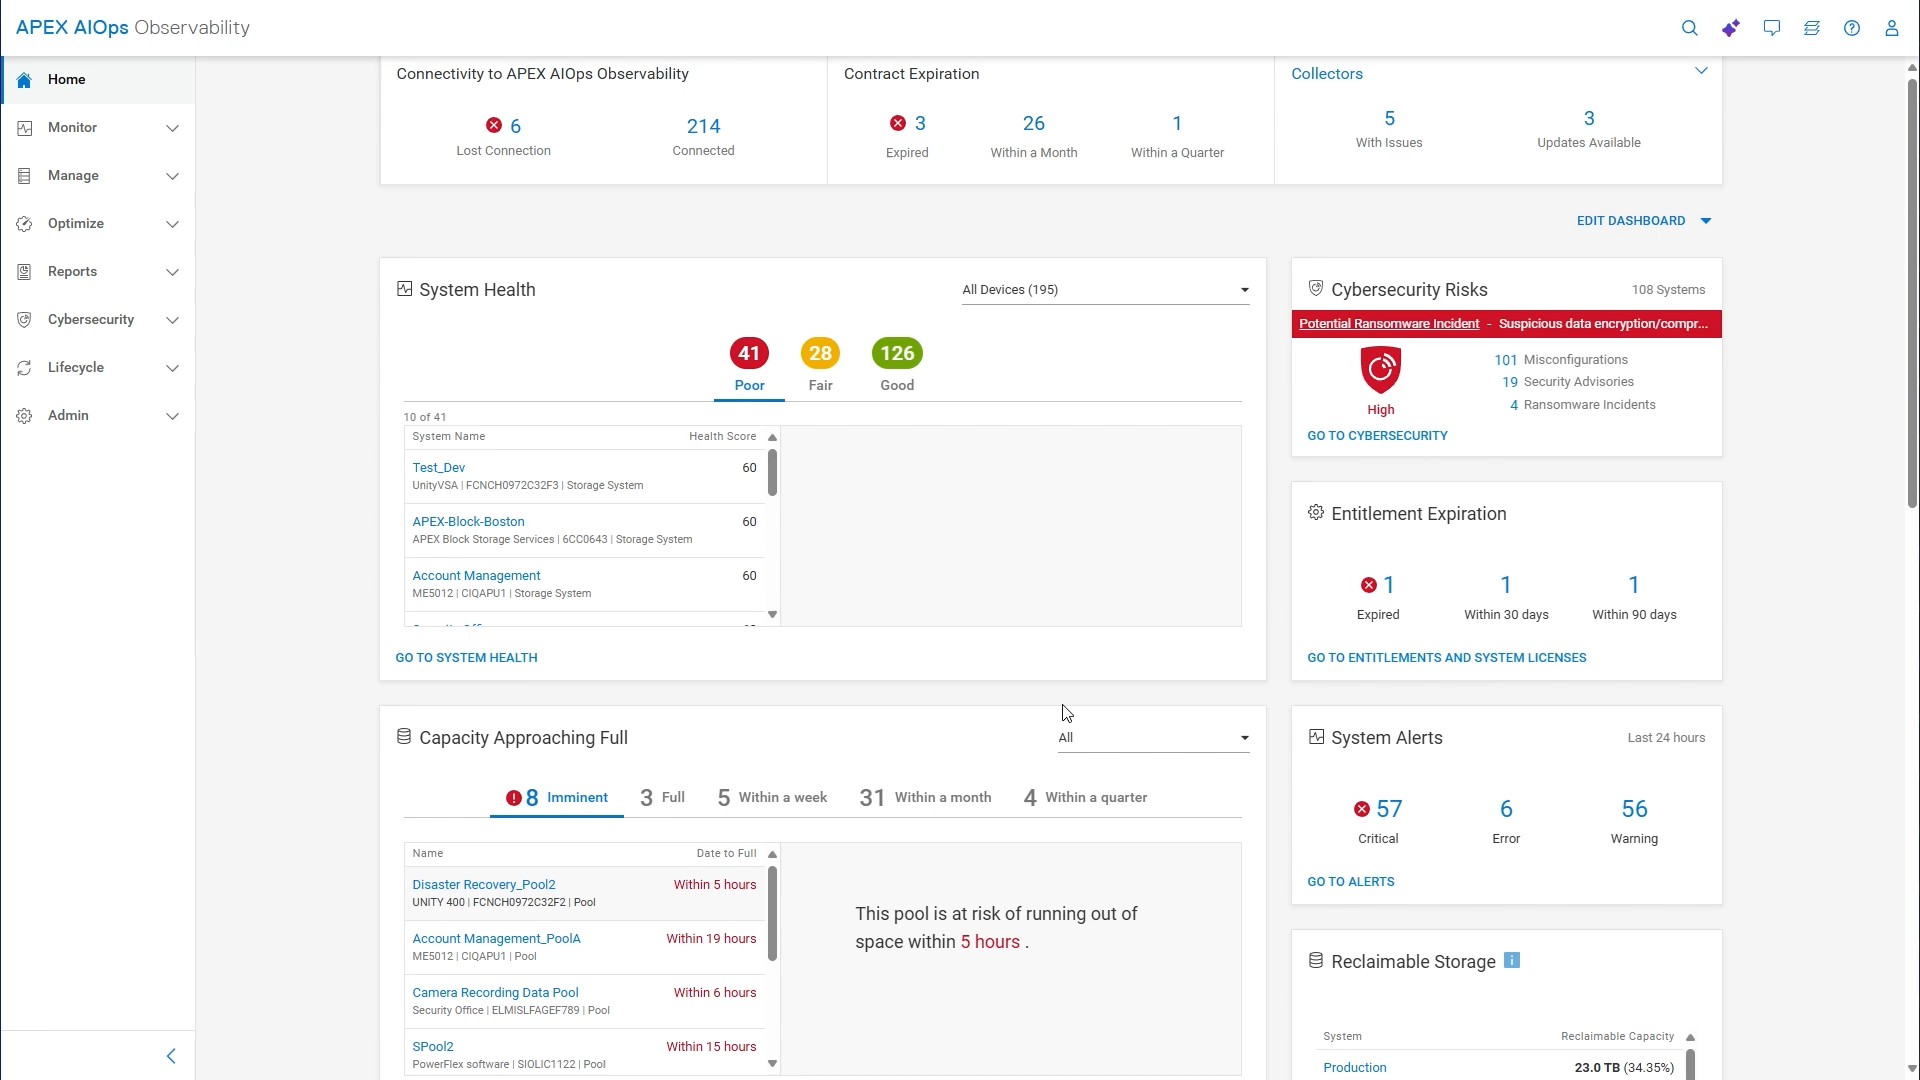 APEX AIOps Observability
Home
Monitor
Manage
Optimize
Reports
Cybersecurity
Lifecycle
Admin
Connectivity to APEX AIOps Observability
6
Lost Connection
214
Connected
Contract Expiration
3
Expired
26
Within a Month
1
Within a Quarter
Collectors
5
With Issues
3
Updates Available
EDIT DASHBOARD
System Health
All Devices (195)
41
Poor
28
Fair
126
Good
10 of 41
System Name Health Score
Test_Dev 60
UnityVSA | FCNCH0972C32F3 | Storage System
APEX-Block-Boston 60
APEX Block Storage Services | 6CC0643 | Storage System
Account Management 60
ME5012 | CIQAPU1 | Storage System
GO TO SYSTEM HEALTH
Cybersecurity Risks
108 Systems
Potential Ransomware Incident - Suspicious data encryption/compr...
High
101 Misconfigurations
19 Security Advisories
4 Ransomware Incidents
GO TO CYBERSECURITY
Entitlement Expiration
1
Expired
1
Within 30 days
1
Within 90 days
GO TO ENTITLEMENTS AND SYSTEM LICENSES
Capacity Approaching Full
All
8 Imminent
3 Full
5 Within a week
31 Within a month
4 Within a quarter
Name Date to Full
Disaster Recovery_Pool2 Within 5 hours
UNITY 400 | FCNCH0972C32F2 | Pool
Account Management_PoolA Within 19 hours
ME5012 | CIQAPU1 | Pool
Camera Recording Data Pool Within 6 hours
Security Office | ELMISLFAGEF789 | Pool
SPool2 Within 15 hours
PowerFlex software | SIOLIC1122 | Pool
This pool is at risk of running out of
space within 5 hours .
System Alerts
Last 24 hours
57
Critical
6
Error
56
Warning
GO TO ALERTS
Reclaimable Storage
System Reclaimable Capacity
Production 23.0 TB (34.35%)